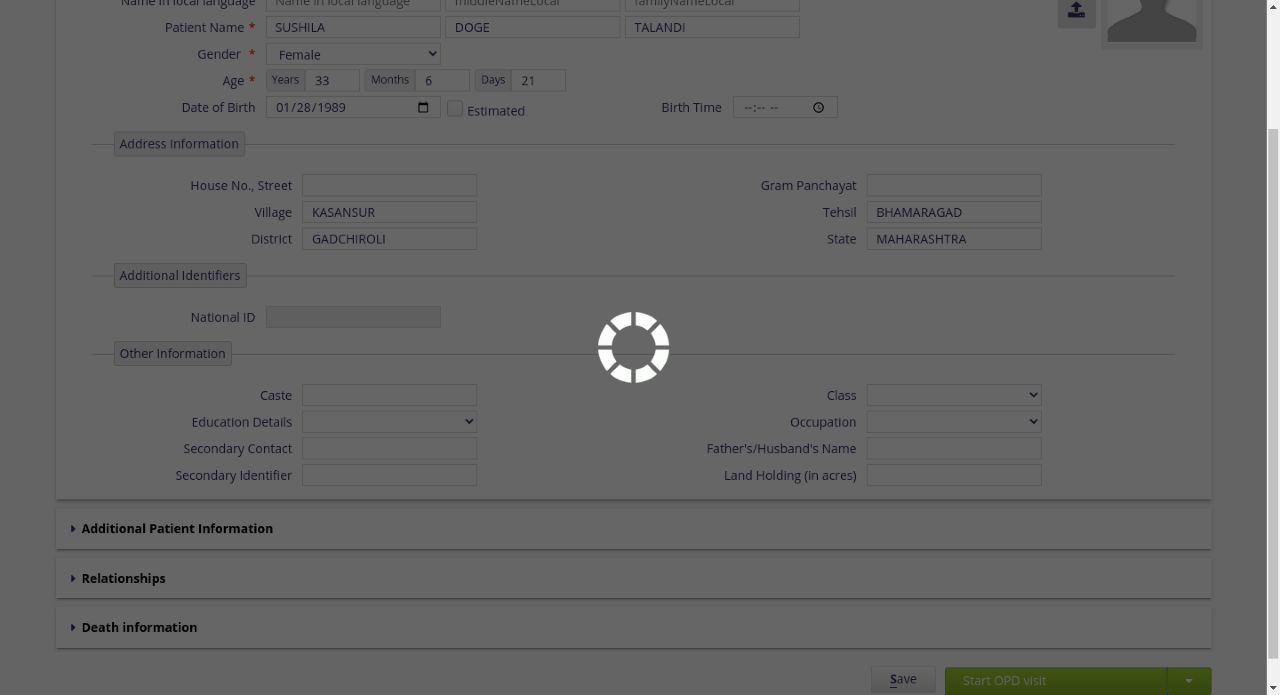 Name in local language Name in local language middleNameLocal familyNameLocal
Patient Name * SUSHILA DOGE TALANDI
Gender * Female
Age * Years 33 Months 6 Days 21
Date of Birth 01/28/1989 Estimated Birth Time --:-- --
Address Information
House No., Street Gram Panchayat
Village KASANSUR Tehsil BHAMARAGAD
District GADCHIROLI State MAHARASHTRA
Additional Identifiers
National ID
Other Information
Caste Class
Education Details Occupation
Secondary Contact Father's/Husband's Name
Secondary Identifier Land Holding (in acres)
Additional Patient Information
Relationships
Death information
Save Start OPD visit